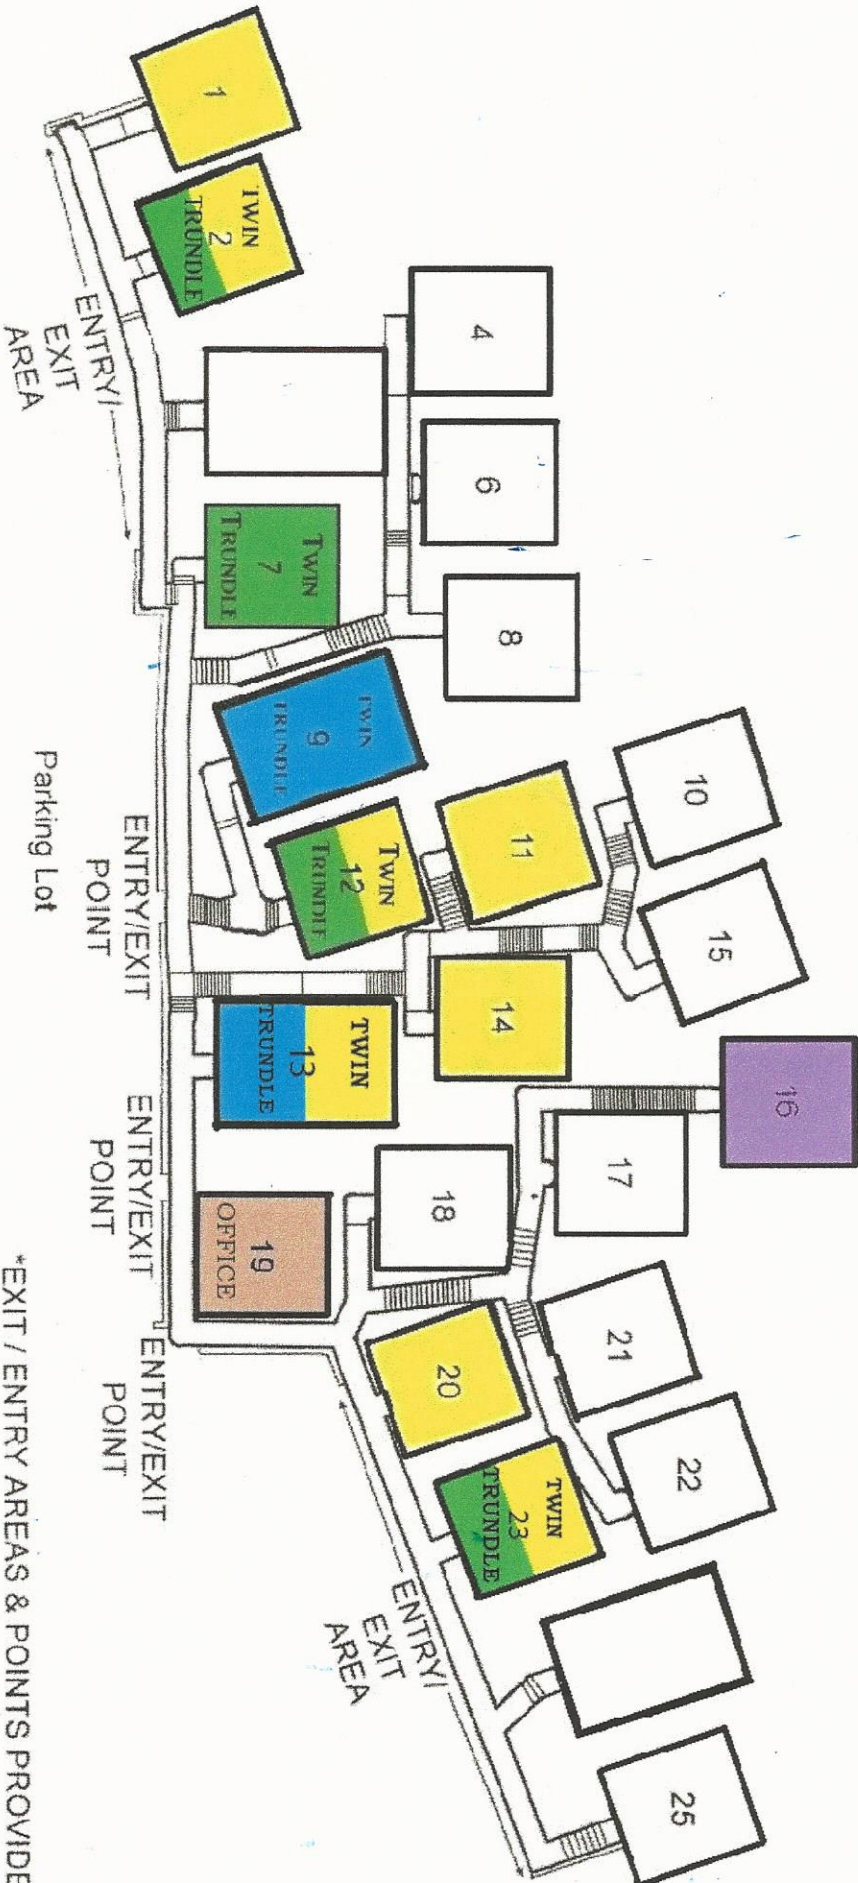 1
TWIN
2
TRUNDLE
4
6
TWIN
7
TRUNDLE
8
TWIN
9
TRUNDLE
10
11
TWIN
12
TRUNDLE
15
14
TWIN
13
TRUNDLE
16
17
18
19
OFFICE
21
20
22
TWIN
23
TRUNDLE
25
ENTRY/
EXIT
AREA
Parking Lot
ENTRY/EXIT
POINT
ENTRY/EXIT
POINT
ENTRY/EXIT
POINT
ENTRY/
EXIT
AREA
*EXIT / ENTRY AREAS & POINTS PROVIDE